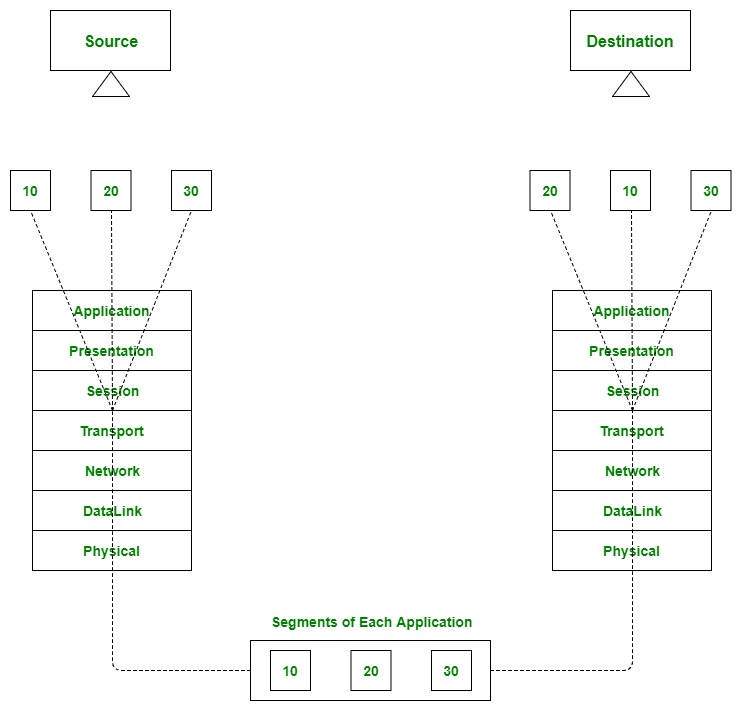 Source
Destination
10 20 30
20 10 30
Application
Presentation
Session
Transport
Network
DataLink
Physical
Application
Presentation
Session
Transport
Network
DataLink
Physical
Segments of Each Application
10 20 30